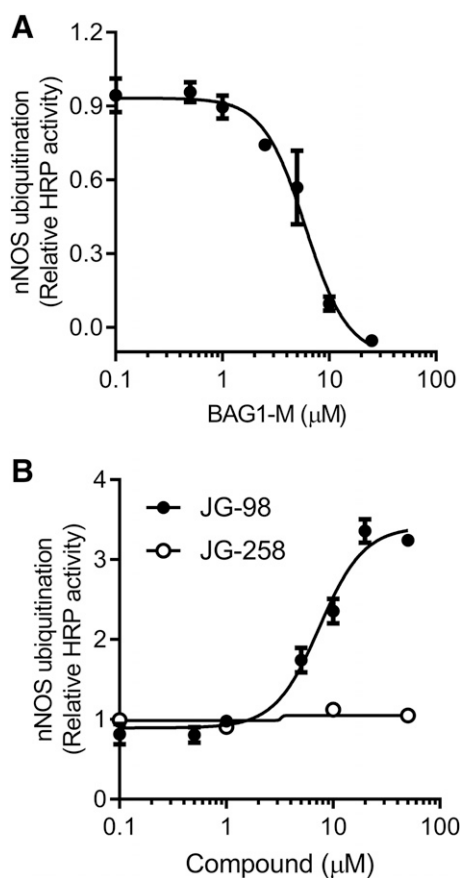 A
nNOS ubiquitination
(Relative HRP activity)
1.2
0.9
0.6
0.3
0.0
0.1
1
10
100
BAG1-M (μM)
B
nNOS ubiquitination
(Relative HRP activity)
4
3
2
1
0
JG-98
JG-258
0.1
1
10
100
Compound (μM)